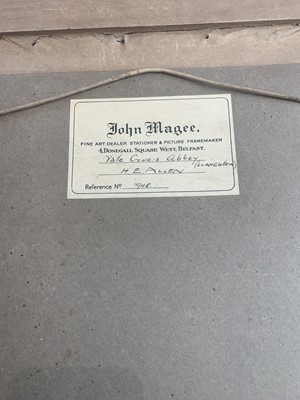 John Magee.
FINE ART DEALER STATIONER & PICTURE FRAMEMAKER
4, DONEGALL SQUARE WEST, BELFAST.
Vale Crucis Abbey
(LLANGOLLEN)
H. E. ALLEN
Reference Nº 948.